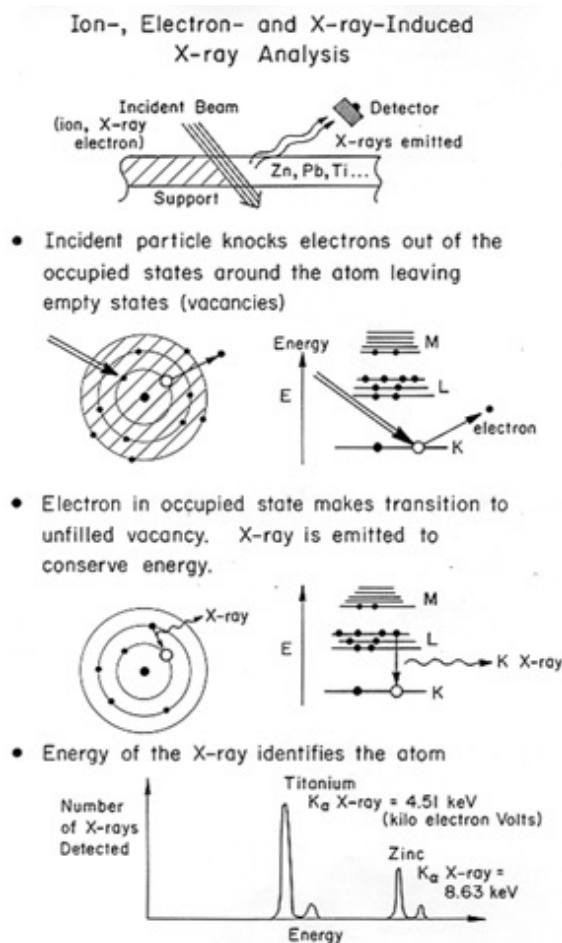 Ion-, Electron- and X-ray-Induced
X-ray Analysis
Incident Beam
(ion, X-ray
electron)
Detector
X-rays emitted
Zn, Pb, Ti...
Support
• Incident particle knocks electrons out of the
occupied states around the atom leaving
empty states (vacancies)
Energy
E
M
L
K
electron
• Electron in occupied state makes transition to
unfilled vacancy. X-ray is emitted to
conserve energy.
X-ray
E
M
L
K X-ray
K
• Energy of the X-ray identifies the atom
Number
of X-rays
Detected
Titanium
Kα X-ray = 4.51 keV
(kilo electron Volts)
Zinc
Kα X-ray =
8.63 keV
Energy